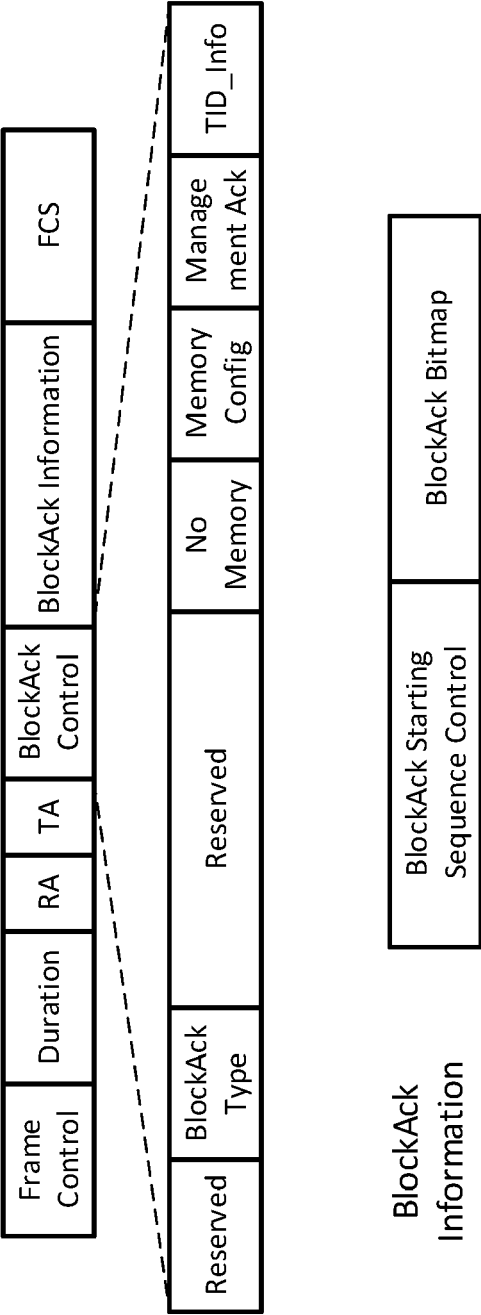 Frame
Control
Duration
RA
TA
BlockAck
Control
BlockAck Information
FCS
Reserved
BlockAck
Type
Reserved
No
Memory
Memory
Config
Manage
ment Ack
TID_Info
BlockAck
Information
BlockAck Starting
Sequence Control
BlockAck Bitmap